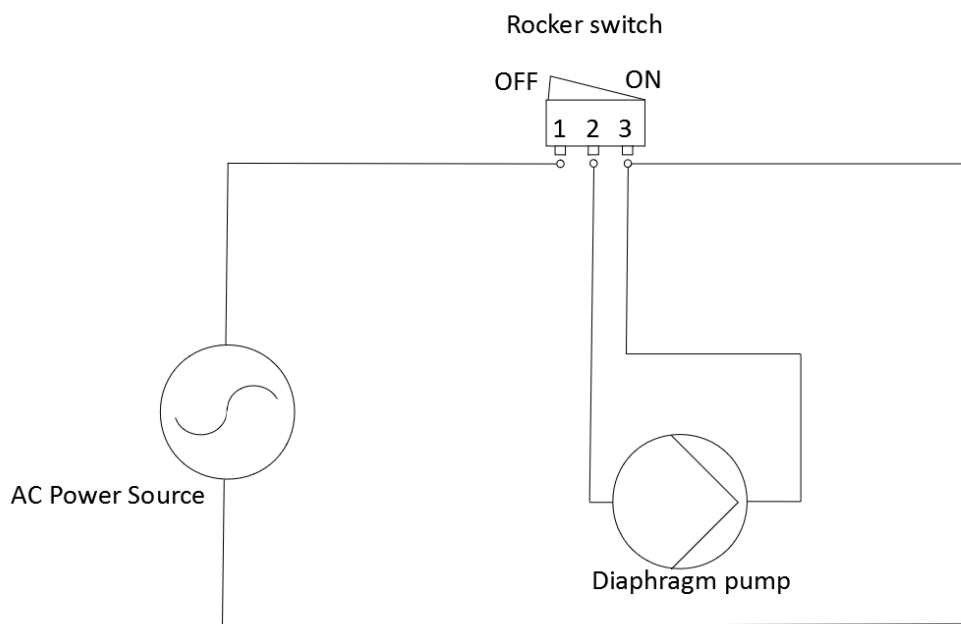 Rocker switch
OFF ON
1 2 3
AC Power Source
Diaphragm pump